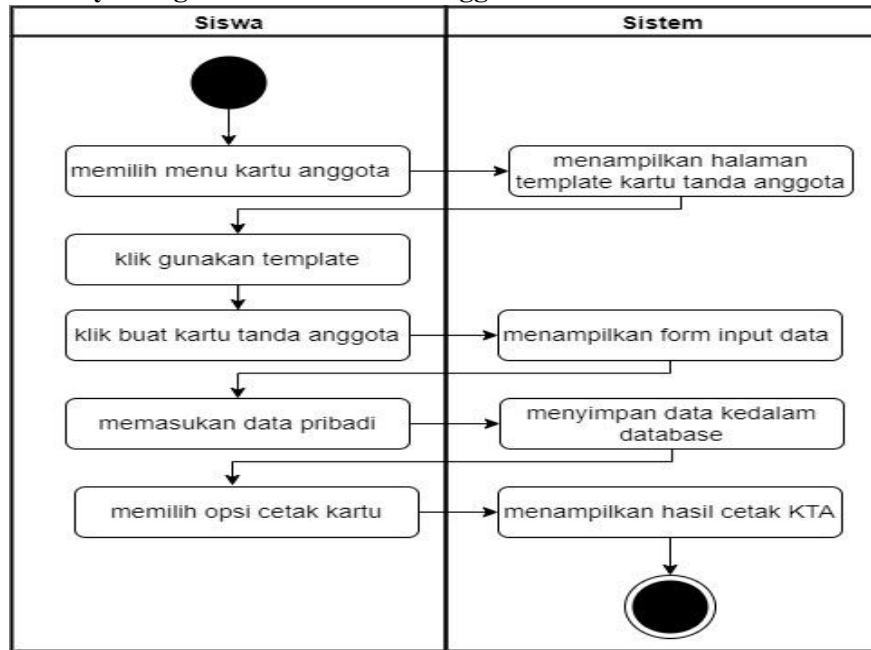 Siswa
Sistem
memilih menu kartu anggota
menampilkan halaman
template kartu tanda anggota
klik gunakan template
klik buat kartu tanda anggota
menampilkan form input data
memasukan data pribadi
menyimpan data kedalam
database
memilih opsi cetak kartu
menampilkan hasil cetak KTA